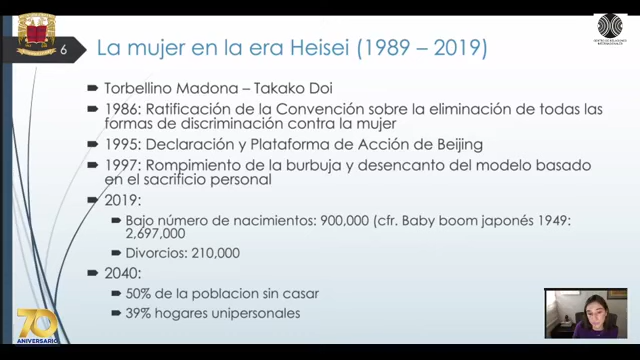 6
La mujer en la era Heisei (1989 – 2019)
Torbellino Madona – Takako Doi
1986: Ratificación de la Convención sobre la eliminación de todas las
formas de discriminación contra la mujer
1995: Declaración y Plataforma de Acción de Beijing
1997: Rompimiento de la burbuja y desencanto del modelo basado
en el sacrificio personal
2019:
Bajo número de nacimientos: 900,000 (cfr. Baby boom japonés 1949:
2,697,000
Divorcios: 210,000
2040:
50% de la poblacion sin casar
39% hogares unipersonales
70
ANIVERSARIO